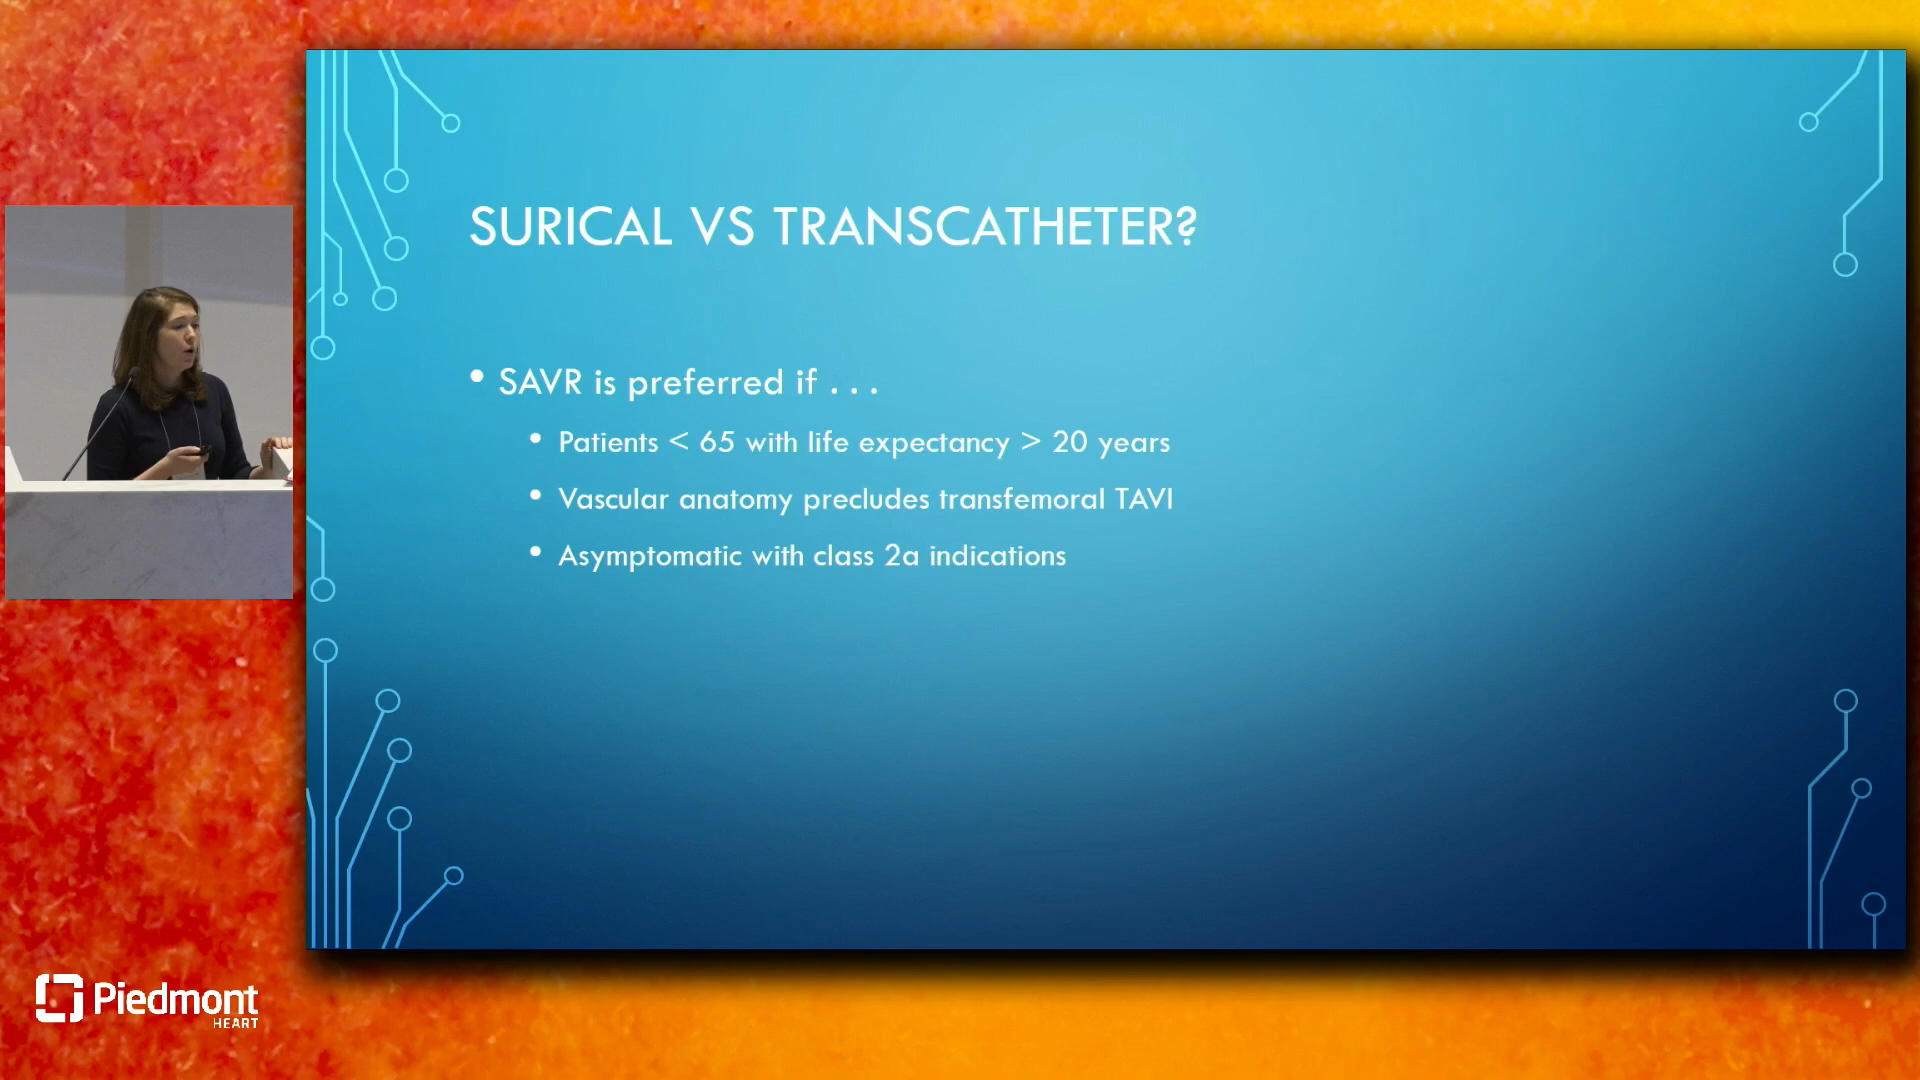 SURICAL VS TRANSCATHETER?
• SAVR is preferred if . . .
• Patients < 65 with life expectancy > 20 years
• Vascular anatomy precludes transfemoral TAVI
• Asymptomatic with class 2a indications
Piedmont
HEART